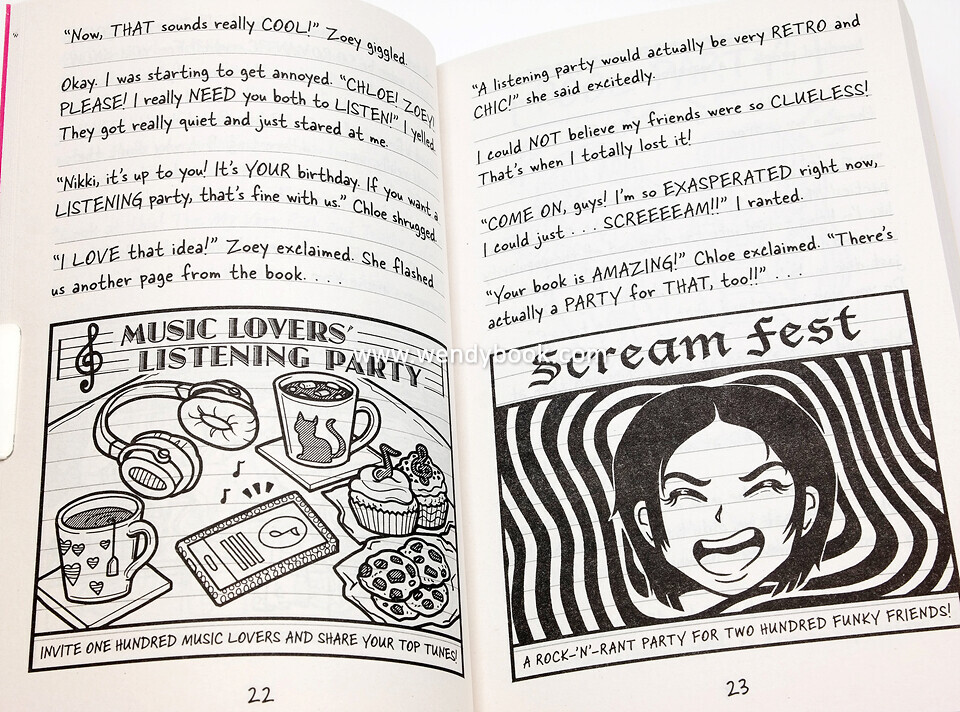 "Now, THAT sounds really COOL!" Zoey giggled.
Okay. I was starting to get annoyed. "CHLOE! ZOEY!
PLEASE! I really NEED you both to LISTEN!" I yelled.
They got really quiet and just stared at me.
"Nikki, it's up to you! It's YOUR birthday. If you want a
LISTENING party, that's fine with us." Chloe shrugged.
"I LOVE that idea!" Zoey exclaimed. She flashed
us another page from the book. . . .
MUSIC LOVERS'
LISTENING PARTY
INVITE ONE HUNDRED MUSIC LOVERS AND SHARE YOUR TOP TUNES!
22
"A listening party would actually be very RETRO and
CHIC!" she said excitedly.
I could NOT believe my friends were so CLUELESS!
That's when I totally lost it!
"COME ON, guys! I'm so EXASPERATED right now,
I could just . . . SCREEEEAM!!" I ranted.
"Your book is AMAZING!" Chloe exclaimed. "There's
actually a PARTY for THAT, too!!" . . .
Scream Fest
A ROCK-'N'-RANT PARTY FOR TWO HUNDRED FUNKY FRIENDS!
23
www.wendybook.com